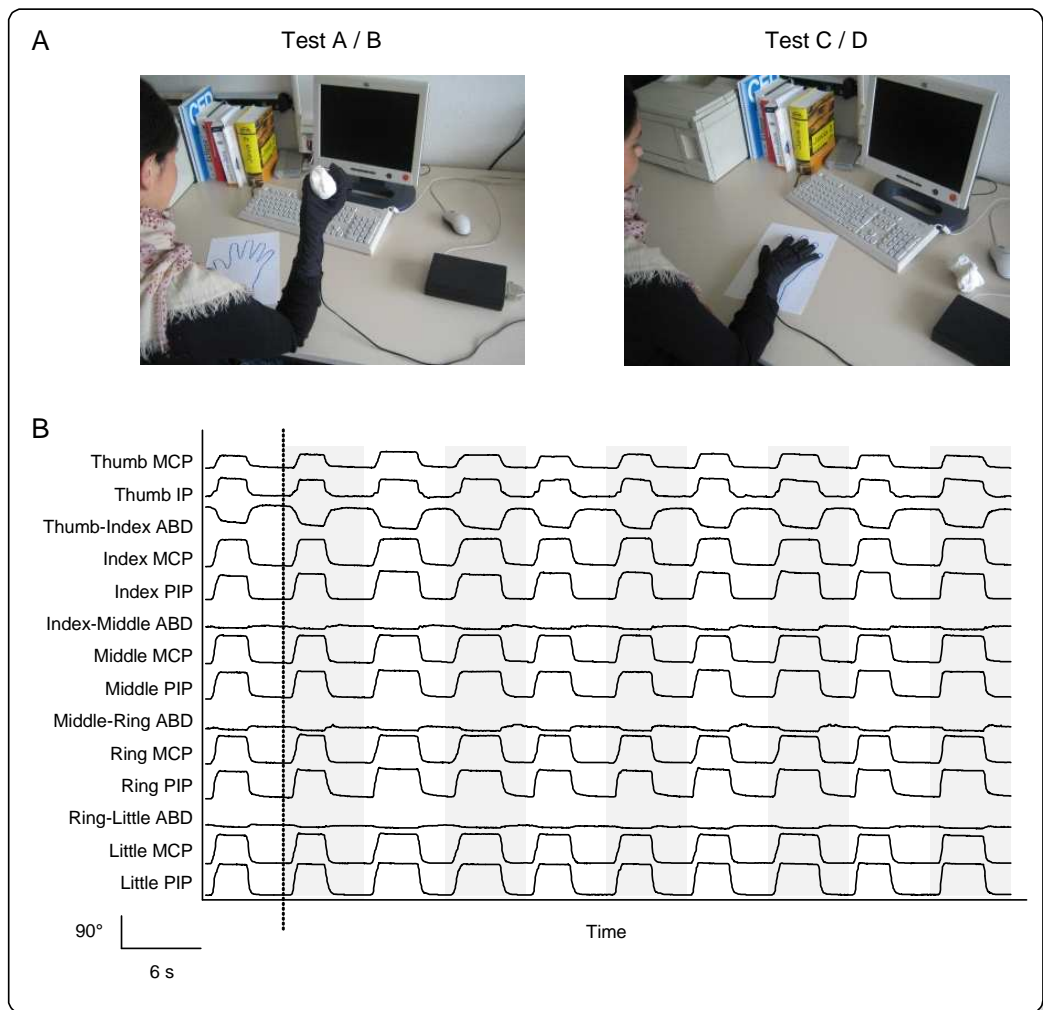 A
Test A / B
Test C / D
B
Thumb MCP
Thumb IP
Thumb-Index ABD
Index MCP
Index PIP
Index-Middle ABD
Middle MCP
Middle PIP
Middle-Ring ABD
Ring MCP
Ring PIP
Ring-Little ABD
Little MCP
Little PIP
90°
6 s
Time